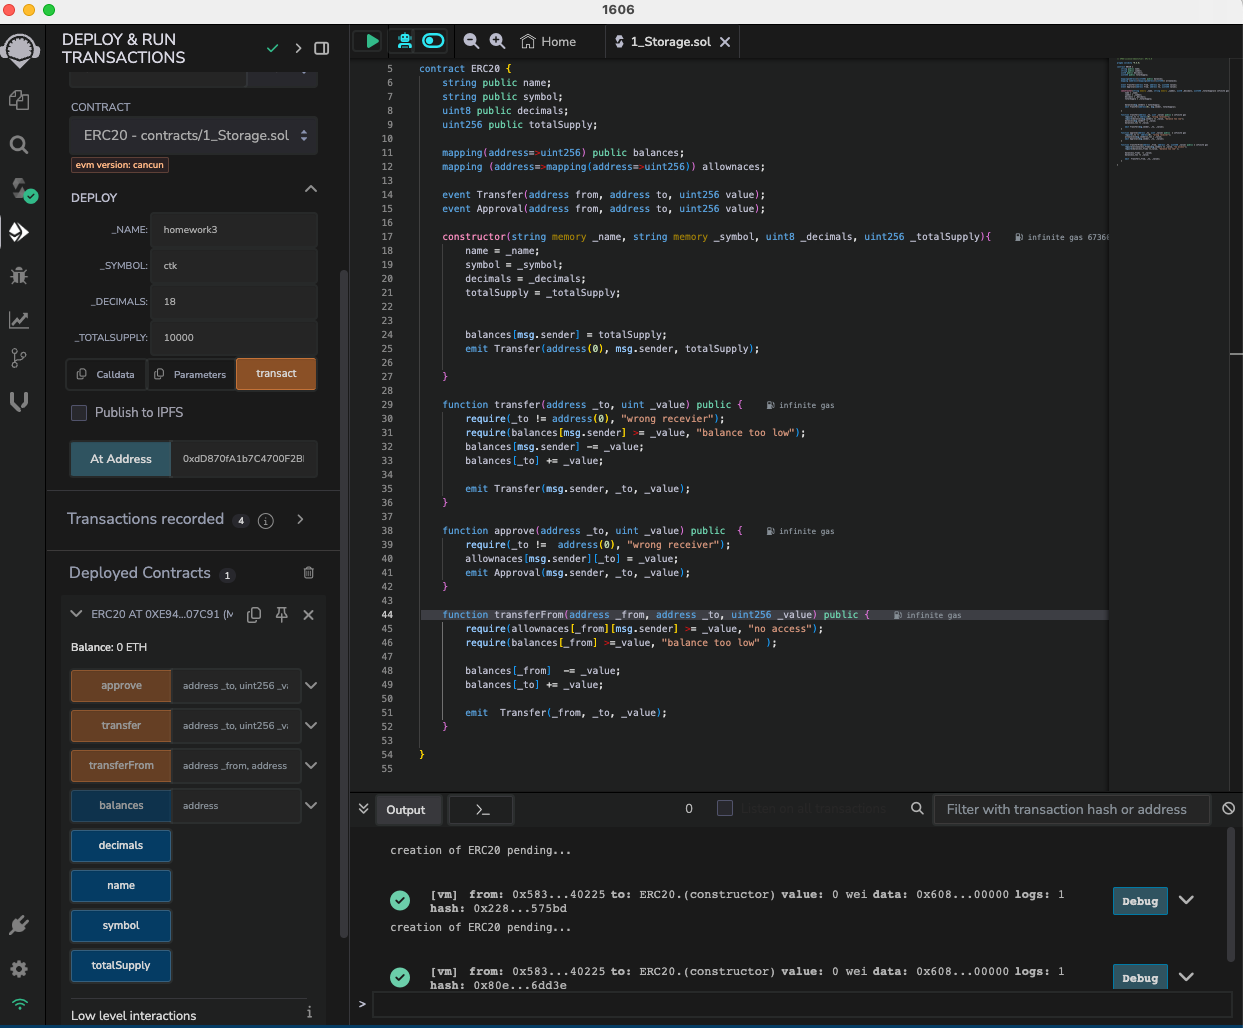 1606
DEPLOY & RUN
TRANSACTIONS
CONTRACT
ERC20 - contracts/1_Storage.sol
evm version: cancun
DEPLOY
_NAME: homework3
_SYMBOL: ctk
_DECIMALS: 18
_TOTALSUPPLY: 10000
Calldata Parameters transact
Publish to IPFS
At Address 0xdD870fA1b7C4700F2BI
Transactions recorded 4
Deployed Contracts 1
ERC20 AT 0XE94...07C91 (M
Balance: 0 ETH
approve address _to, uint256 _va
transfer address _to, uint256 _va
transferFrom address _from, address
balances address
decimals
name
symbol
totalSupply
Low level interactions
Home 1_Storage.sol
5 contract ERC20 {
6 string public name;
7 string public symbol;
8 uint8 public decimals;
9 uint256 public totalSupply;
10
11 mapping(address=>uint256) public balances;
12 mapping (address=>mapping(address=>uint256)) allownaces;
13
14 event Transfer(address from, address to, uint256 value);
15 event Approval(address from, address to, uint256 value);
16
17 constructor(string memory _name, string memory _symbol, uint8 _decimals, uint256 _totalSupply){ infinite gas 67360
18 name = _name;
19 symbol = _symbol;
20 decimals = _decimals;
21 totalSupply = _totalSupply;
22
23
24 balances[msg.sender] = totalSupply;
25 emit Transfer(address(0), msg.sender, totalSupply);
26
27 }
28
29 function transfer(address _to, uint _value) public { infinite gas
30 require(_to != address(0), "wrong recevier");
31 require(balances[msg.sender] >= _value, "balance too low");
32 balances[msg.sender] -= _value;
33 balances[_to] += _value;
34
35 emit Transfer(msg.sender, _to, _value);
36 }
37
38 function approve(address _to, uint _value) public { infinite gas
39 require(_to != address(0), "wrong receiver");
40 allownaces[msg.sender][_to] = _value;
41 emit Approval(msg.sender, _to, _value);
42 }
43
44 function transferFrom(address _from, address _to, uint256 _value) public { infinite gas
45 require(allownaces[_from][msg.sender] >= _value, "no access");
46 require(balances[_from] >=_value, "balance too low" );
47
48 balances[_from] -= _value;
49 balances[_to] += _value;
50
51 emit Transfer(_from, _to, _value);
52 }
53
54 }
55
Output >_ 0 Listen on all transactions Filter with transaction hash or address
creation of ERC20 pending...
[vm] from: 0x583...40225 to: ERC20.(constructor) value: 0 wei data: 0x608...00000 logs: 1
hash: 0x228...575bd
Debug
creation of ERC20 pending...
[vm] from: 0x583...40225 to: ERC20.(constructor) value: 0 wei data: 0x608...00000 logs: 1
hash: 0x80e...6dd3e
Debug
>